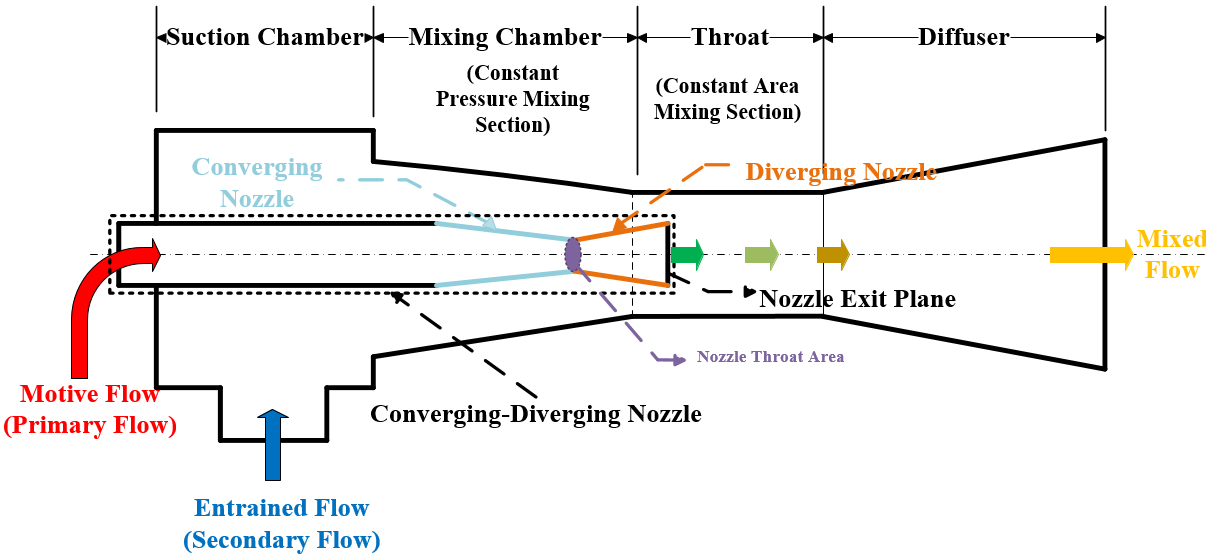 Suction Chamber
Mixing Chamber
(Constant
Pressure Mixing
Section)
Throat
(Constant Area
Mixing Section)
Diffuser
Converging
Nozzle
Diverging Nozzle
Mixed
Flow
Nozzle Exit Plane
Nozzle Throat Area
Motive Flow
(Primary Flow)
Converging-Diverging Nozzle
Entrained Flow
(Secondary Flow)